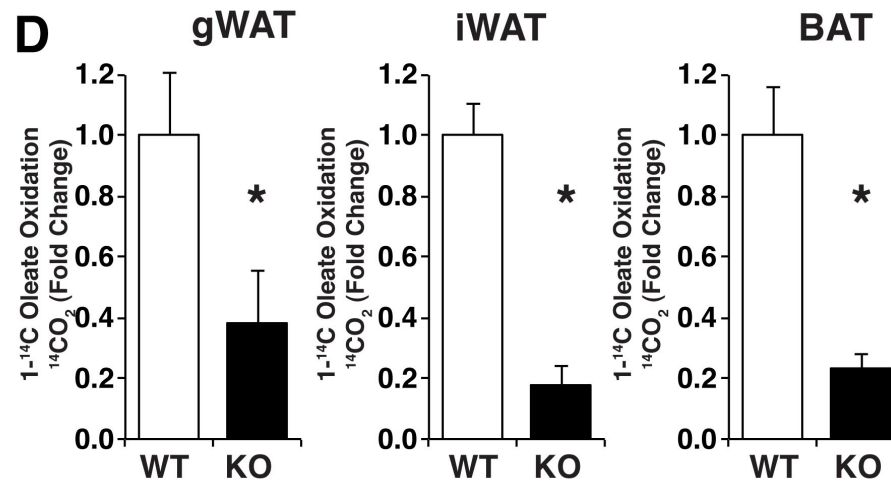 D
gWAT
1-¹⁴C Oleate Oxidation
¹⁴CO₂ (Fold Change)
1.2
1.0
0.8
0.6
0.4
0.2
0.0
*
WT KO
iWAT
1-¹⁴C Oleate Oxidation
¹⁴CO₂ (Fold Change)
1.2
1.0
0.8
0.6
0.4
0.2
0.0
*
WT KO
BAT
1-¹⁴C Oleate Oxidation
¹⁴CO₂ (Fold Change)
1.2
1.0
0.8
0.6
0.4
0.2
0.0
*
WT KO